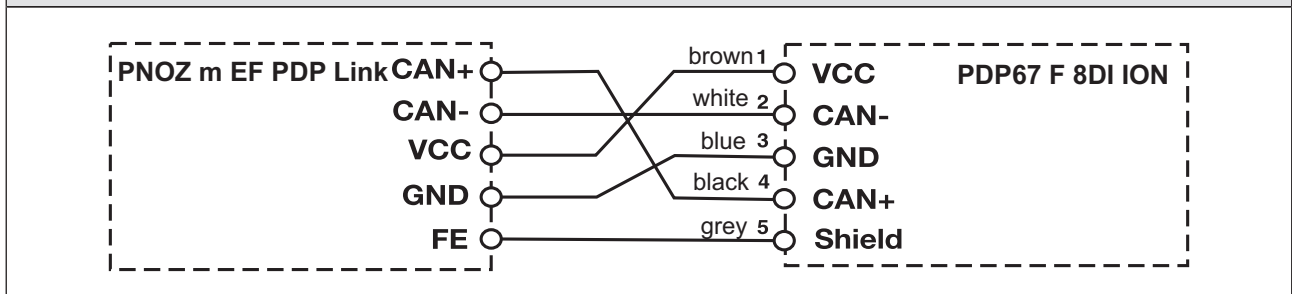 PNOZ m EF PDP Link CAN+ brown 1 VCC PDP67 F 8DI ION
CAN- white 2 CAN-
VCC blue 3 GND
GND black 4 CAN+
FE grey 5 Shield